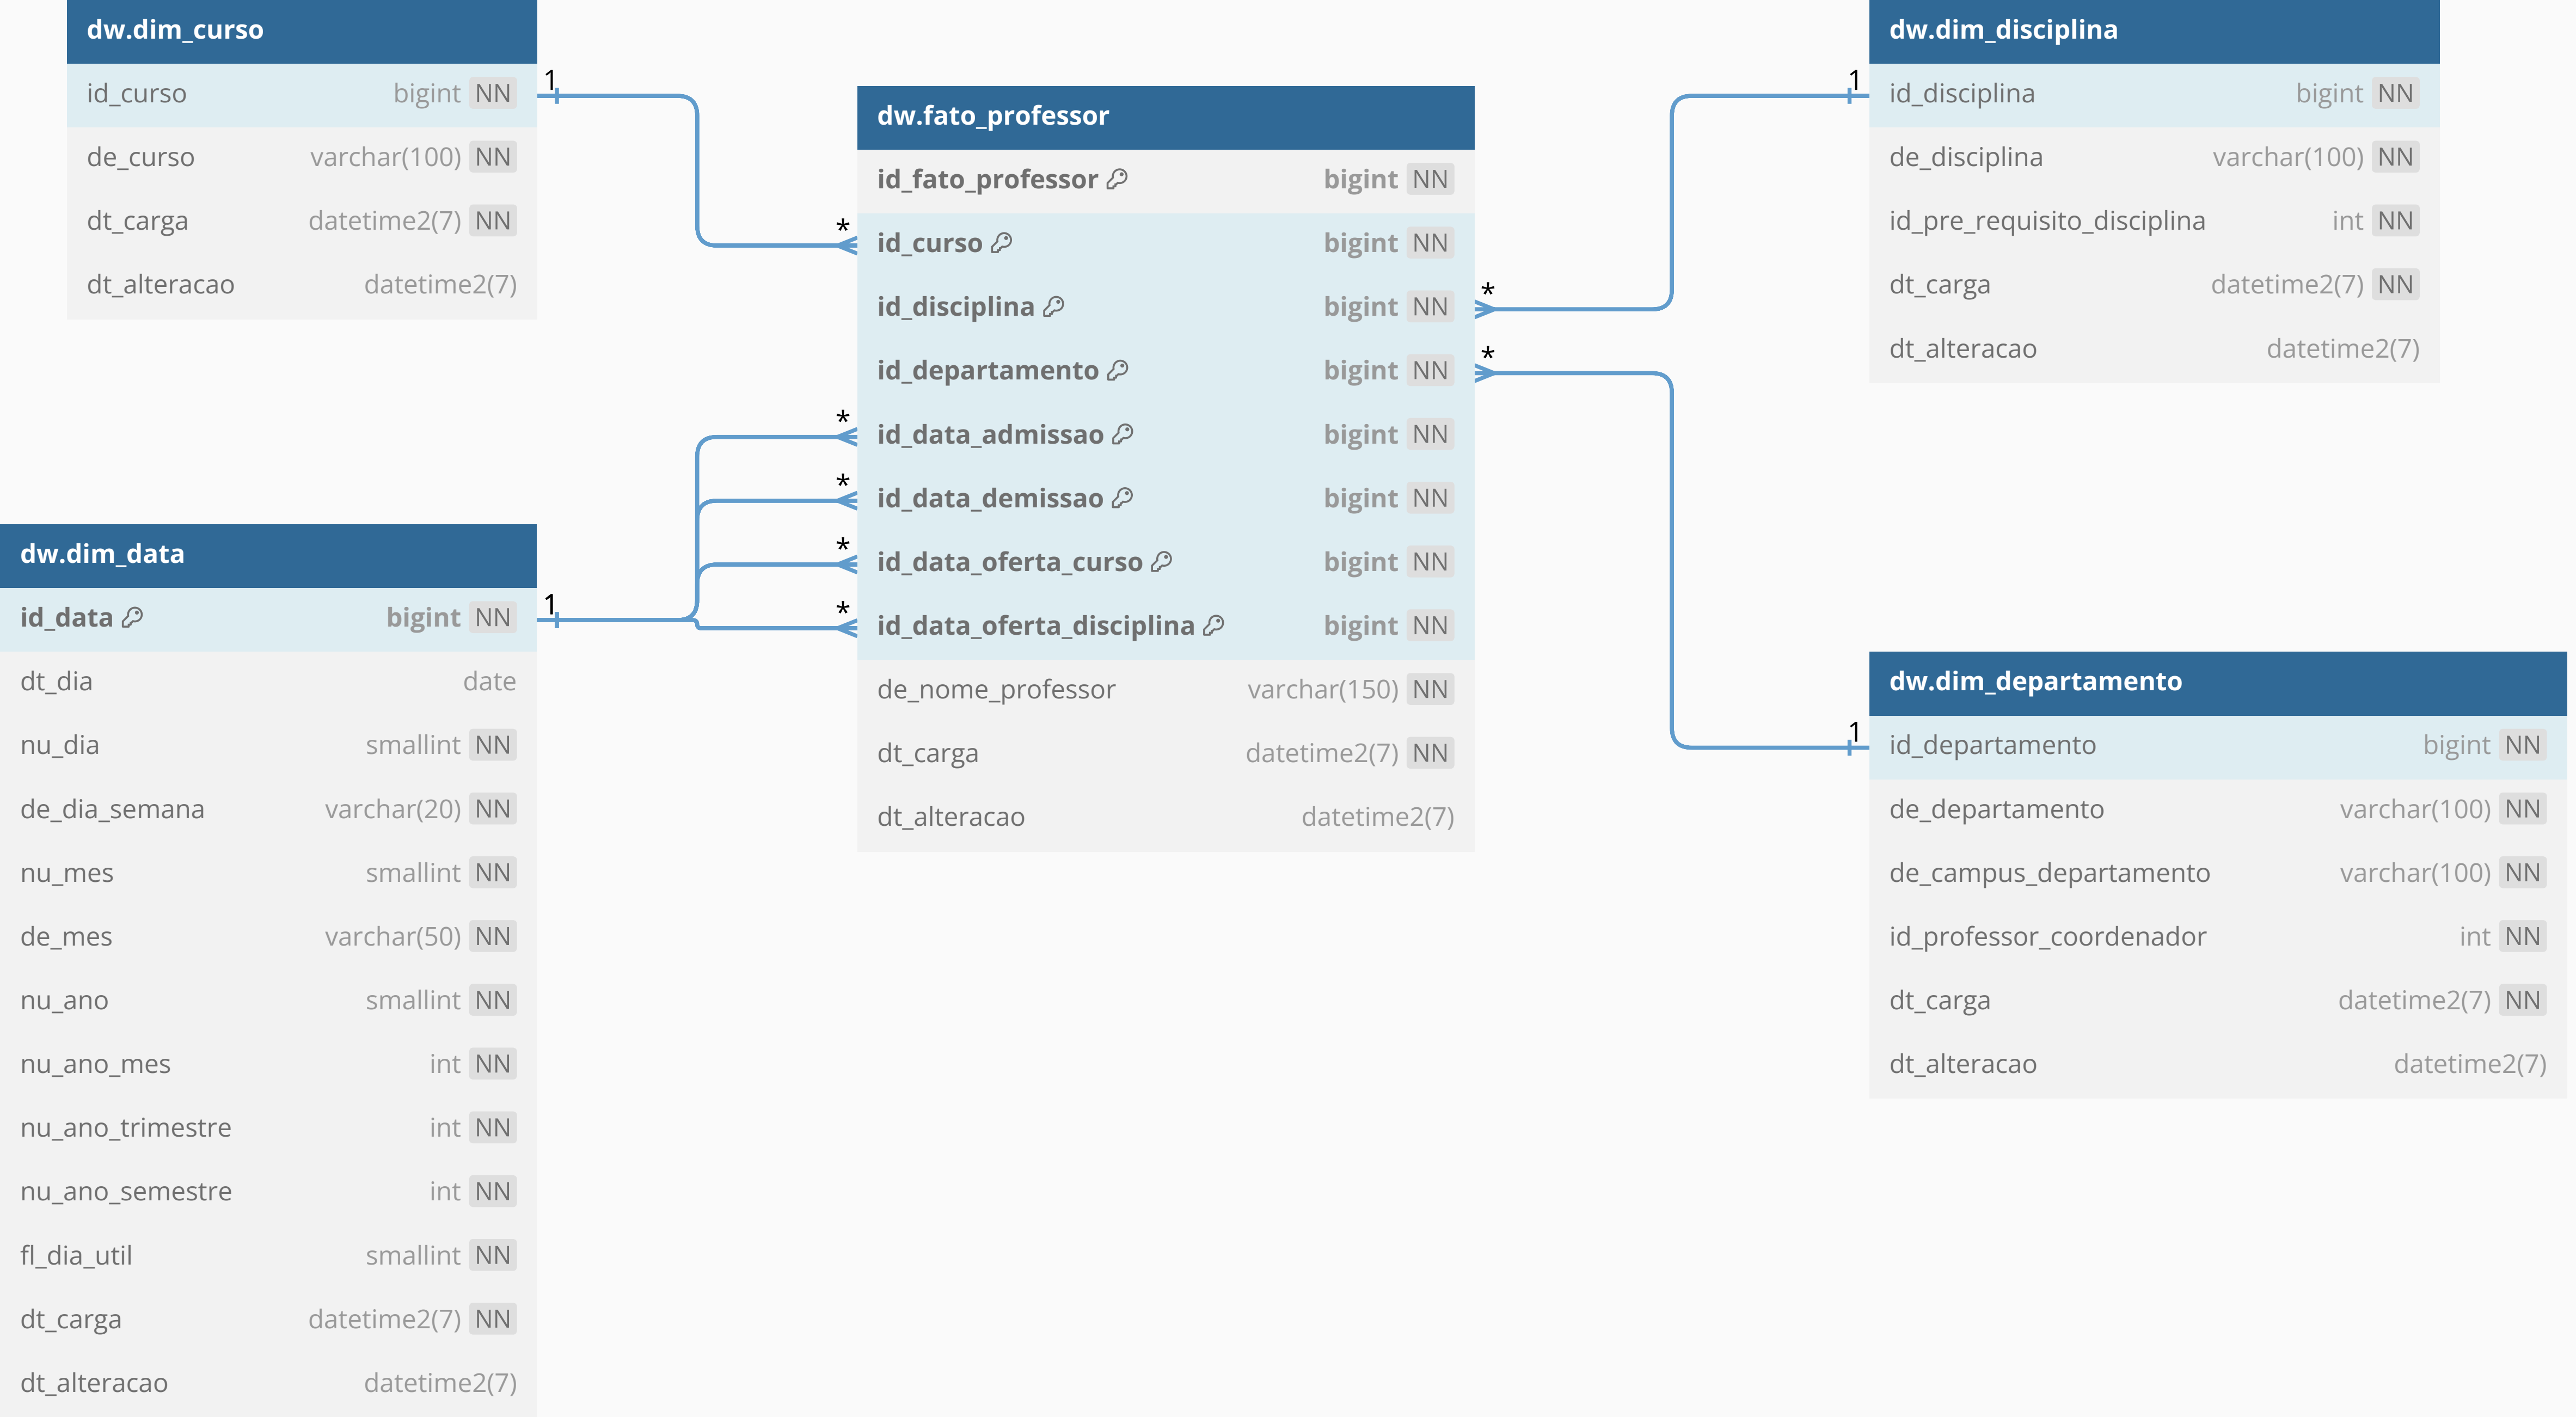 dw.dim_curso
id_curso bigint NN
de_curso varchar(100) NN
dt_carga datetime2(7) NN
dt_alteracao datetime2(7)
1
dw.fato_professor
id_fato_professor bigint NN
* id_curso bigint NN
id_disciplina bigint NN *
id_departamento bigint NN *
* id_data_admissao bigint NN
* id_data_demissao bigint NN
* id_data_oferta_curso bigint NN
* id_data_oferta_disciplina bigint NN
de_nome_professor varchar(150) NN
dt_carga datetime2(7) NN
dt_alteracao datetime2(7)
dw.dim_disciplina
1 id_disciplina bigint NN
de_disciplina varchar(100) NN
id_pre_requisito_disciplina int NN
dt_carga datetime2(7) NN
dt_alteracao datetime2(7)
dw.dim_data
id_data bigint NN 1
dt_dia date
nu_dia smallint NN
de_dia_semana varchar(20) NN
nu_mes smallint NN
de_mes varchar(50) NN
nu_ano smallint NN
nu_ano_mes int NN
nu_ano_trimestre int NN
nu_ano_semestre int NN
fl_dia_util smallint NN
dt_carga datetime2(7) NN
dt_alteracao datetime2(7)
dw.dim_departamento
1 id_departamento bigint NN
de_departamento varchar(100) NN
de_campus_departamento varchar(100) NN
id_professor_coordenador int NN
dt_carga datetime2(7) NN
dt_alteracao datetime2(7)